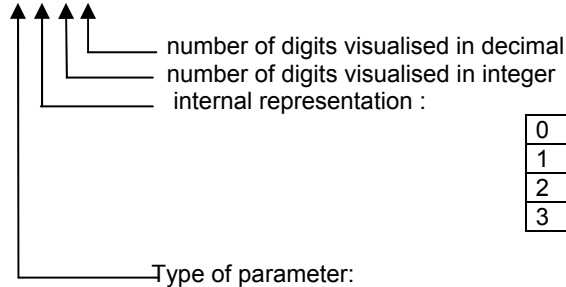 number of digits visualised in decimal
number of digits visualised in integer
internal representation :
0
1
2
3
Type of parameter: